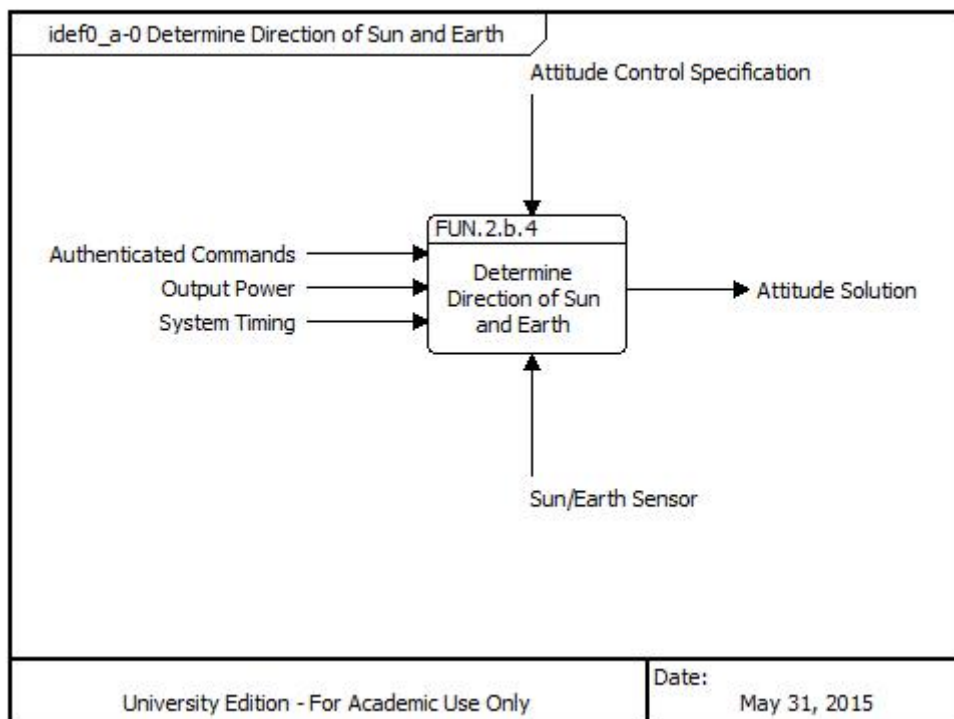 idef0_a-0 Determine Direction of Sun and Earth
Attitude Control Specification
FUN.2.b.4
Authenticated Commands
Output Power
System Timing
Determine
Direction of Sun
and Earth
Attitude Solution
Sun/Earth Sensor
University Edition - For Academic Use Only
Date:
May 31, 2015